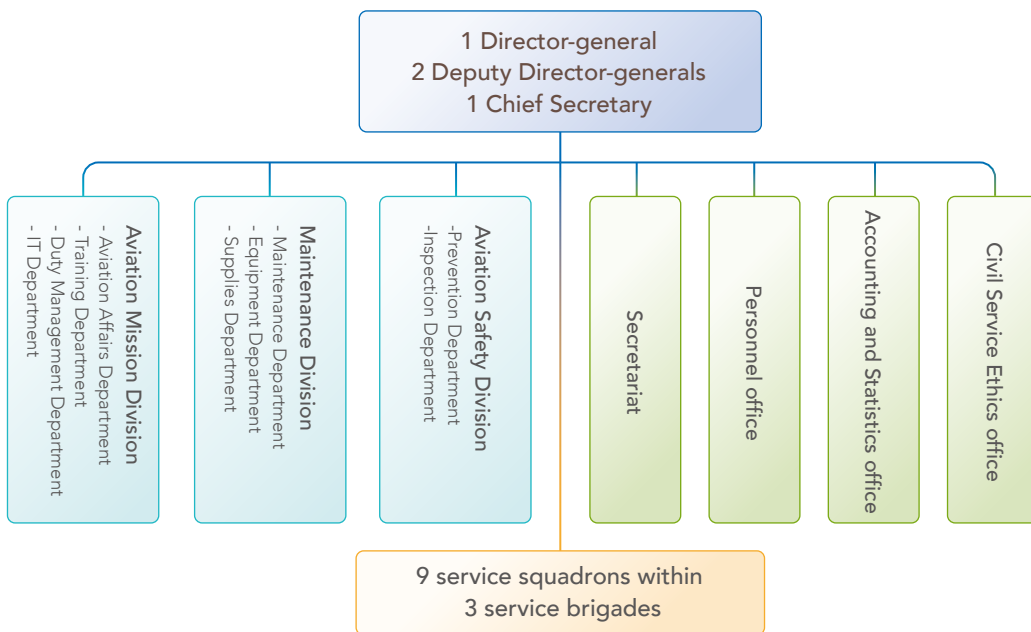 1 Director-general
2 Deputy Director-generals
1 Chief Secretary
Aviation Mission Division
- Aviation Affairs Department
- Training Department
- Duty Management Department
- IT Department
Maintenance Division
- Maintenance Department
- Equipment Department
- Supplies Department
Aviation Safety Division
-Prevention Department
-Inspection Department
Secretariat
Personnel office
Accounting and Statistics office
Civil Service Ethics office
9 service squadrons within
3 service brigades